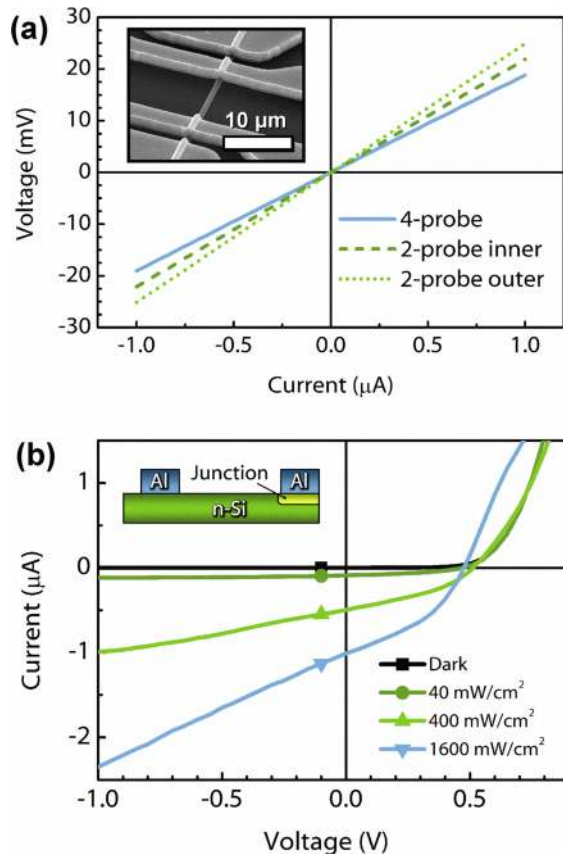 (a)
30
20
10
0
-10
-20
-30
Voltage (mV)
10 µm
4-probe
2-probe inner
2-probe outer
-1.0 -0.5 0.0 0.5 1.0
Current (µA)
(b)
1
0
-1
-2
Current (µA)
Junction
Al Al
n-Si
Dark
40 mW/cm²
400 mW/cm²
1600 mW/cm²
-1.0 -0.5 0.0 0.5
Voltage (V)